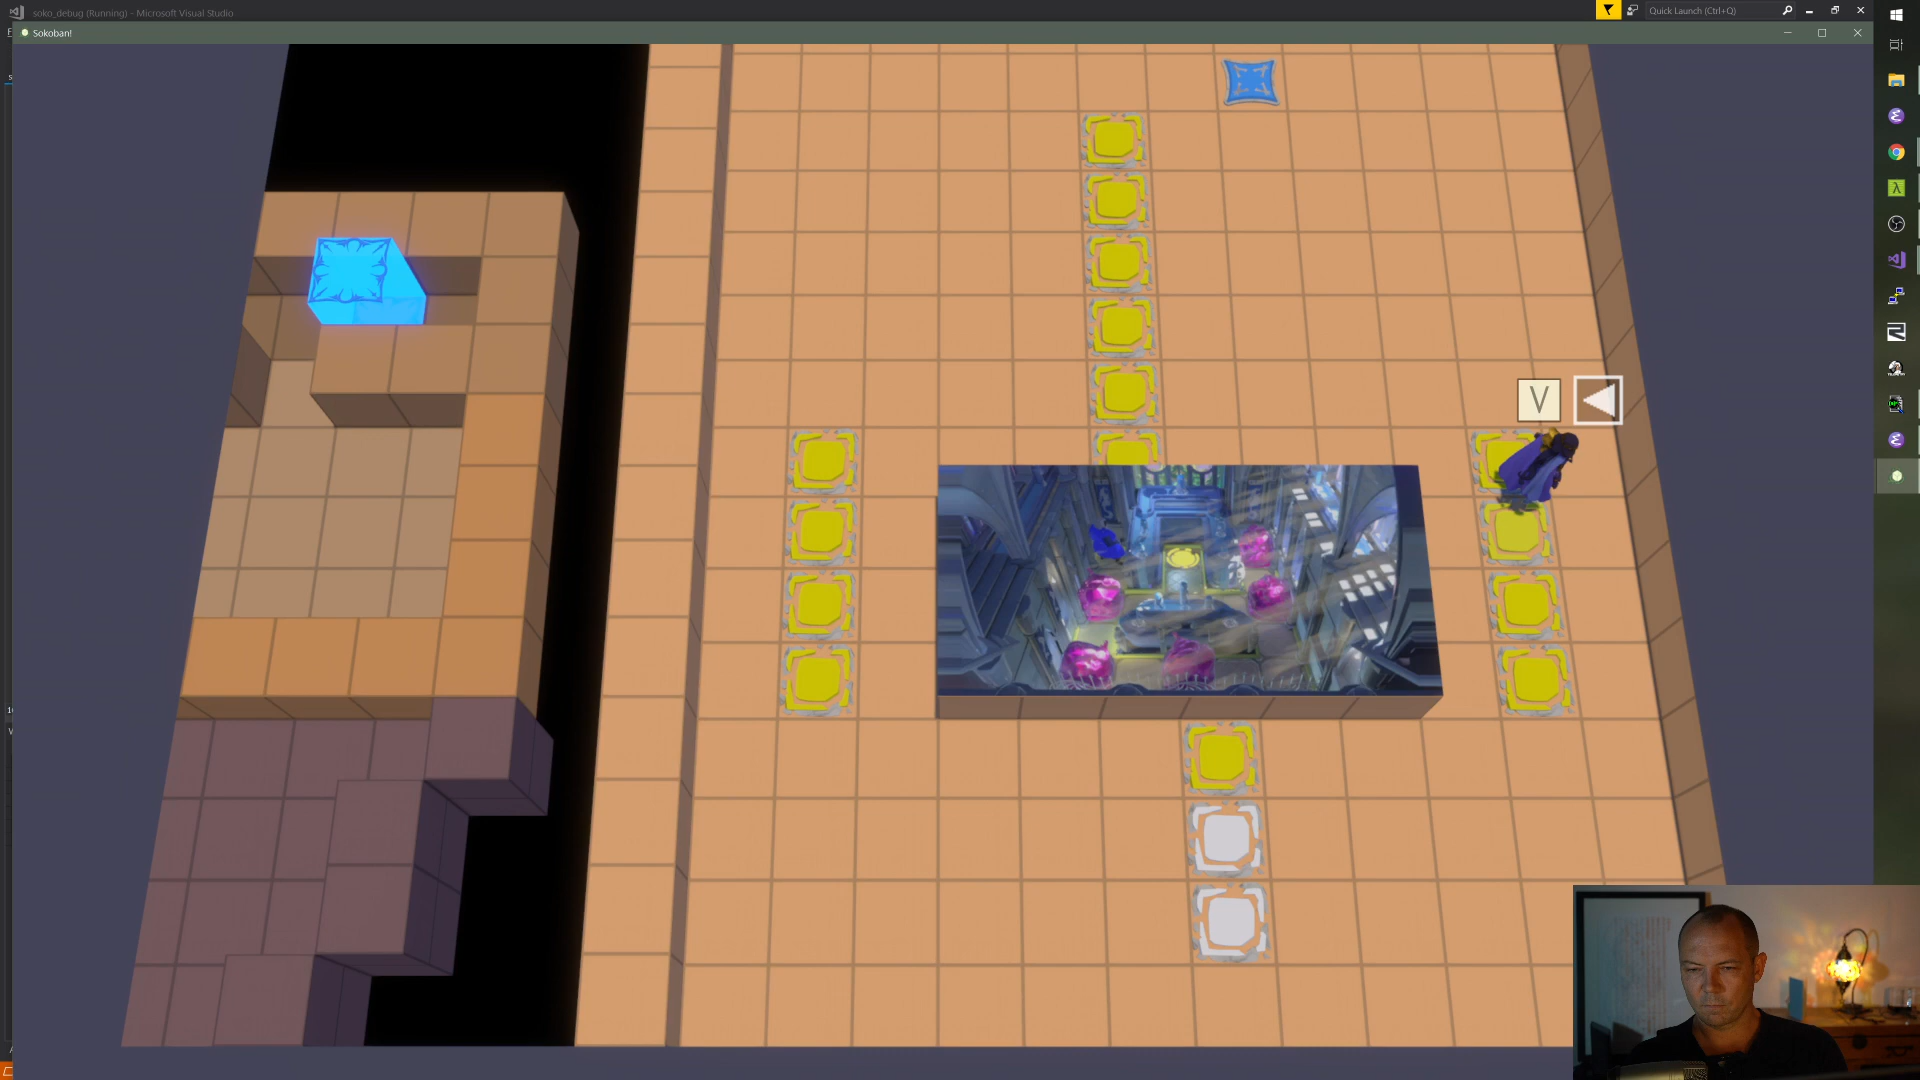 soko_debug (Running) - Microsoft Visual Studio
Quick Launch (Ctrl+Q)
Sokoban!
V